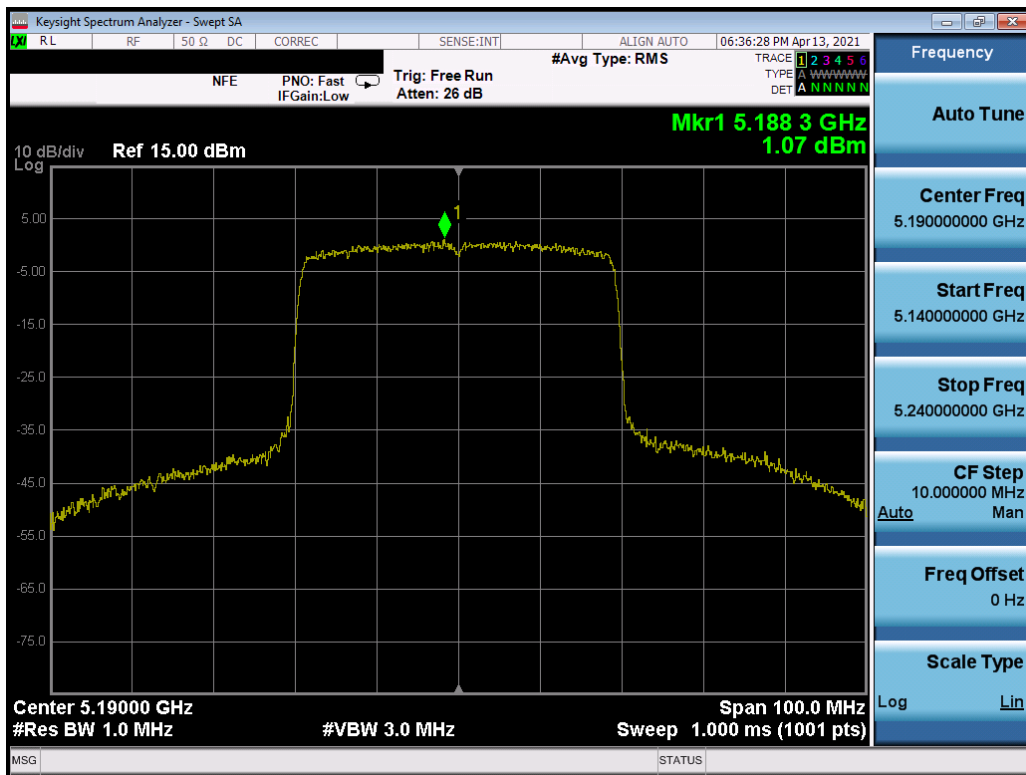 Keysight Spectrum Analyzer - Swept SA
LXI RL RF 50 Ω DC CORREC SENSE:INT ALIGN AUTO 06:36:28 PM Apr 13, 2021
NFE PNO: Fast IFGain:Low Trig: Free Run Atten: 26 dB #Avg Type: RMS
TRACE 1 2 3 4 5 6
TYPE A WWWWW
DET A N N N N N
Mkr1 5.188 3 GHz
1.07 dBm
10 dB/div Ref 15.00 dBm
Log
1
5.00
-5.00
-15.0
-25.0
-35.0
-45.0
-55.0
-65.0
-75.0
Center 5.19000 GHz Span 100.0 MHz
#Res BW 1.0 MHz #VBW 3.0 MHz Sweep 1.000 ms (1001 pts)
MSG STATUS
Frequency
Auto Tune
Center Freq
5.190000000 GHz
Start Freq
5.140000000 GHz
Stop Freq
5.240000000 GHz
CF Step
10.000000 MHz
Auto Man
Freq Offset
0 Hz
Scale Type
Log Lin